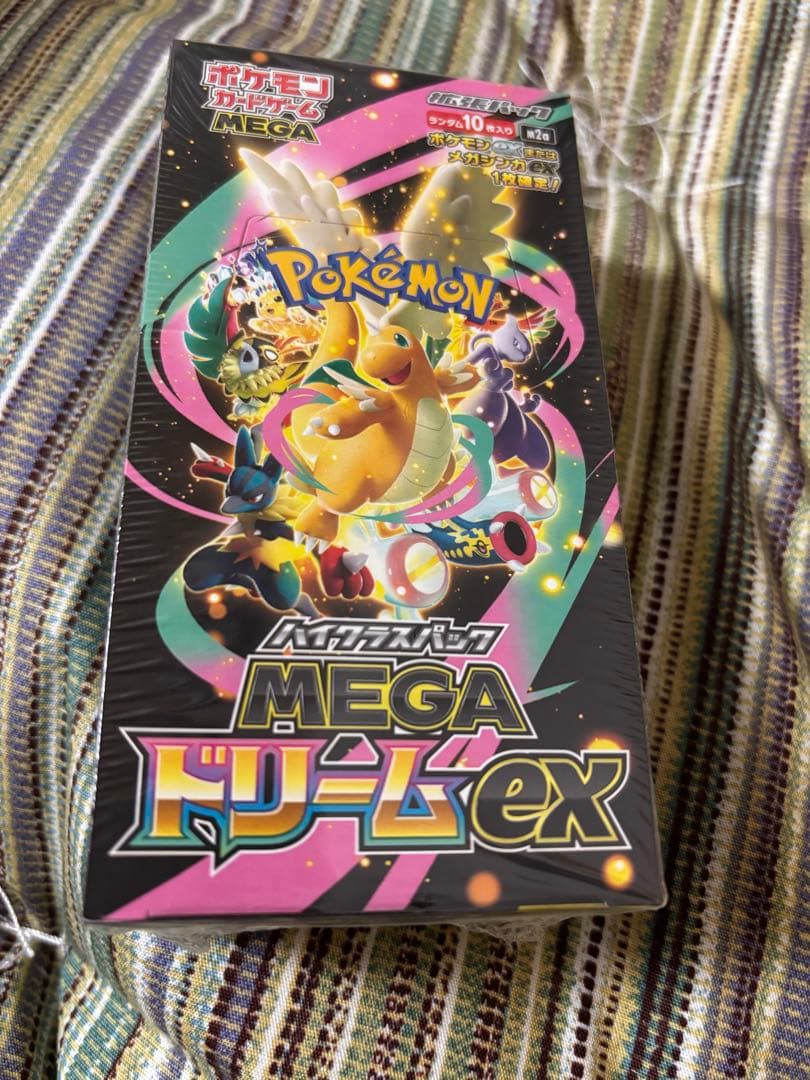 ポケモン
カードゲーム
MEGA
拡張パック
ランダム10枚入り
M2a
ポケモンexまたは
メガシンカex
1枚確定!
POKÉMON
ハイクラスパック
MEGA
ドリームex